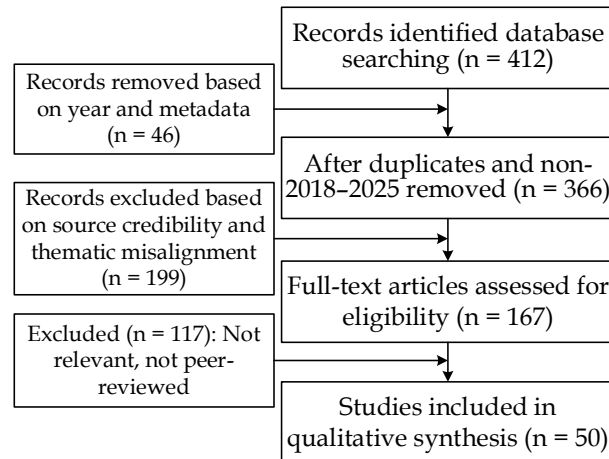 Records identified database
searching (n = 412)
Records removed based
on year and metadata
(n = 46)
After duplicates and non-
2018–2025 removed (n = 366)
Records excluded based
on source credibility and
thematic misalignment
(n = 199)
Full-text articles assessed for
eligibility (n = 167)
Excluded (n = 117): Not
relevant, not peer-
reviewed
Studies included in
qualitative synthesis (n = 50)